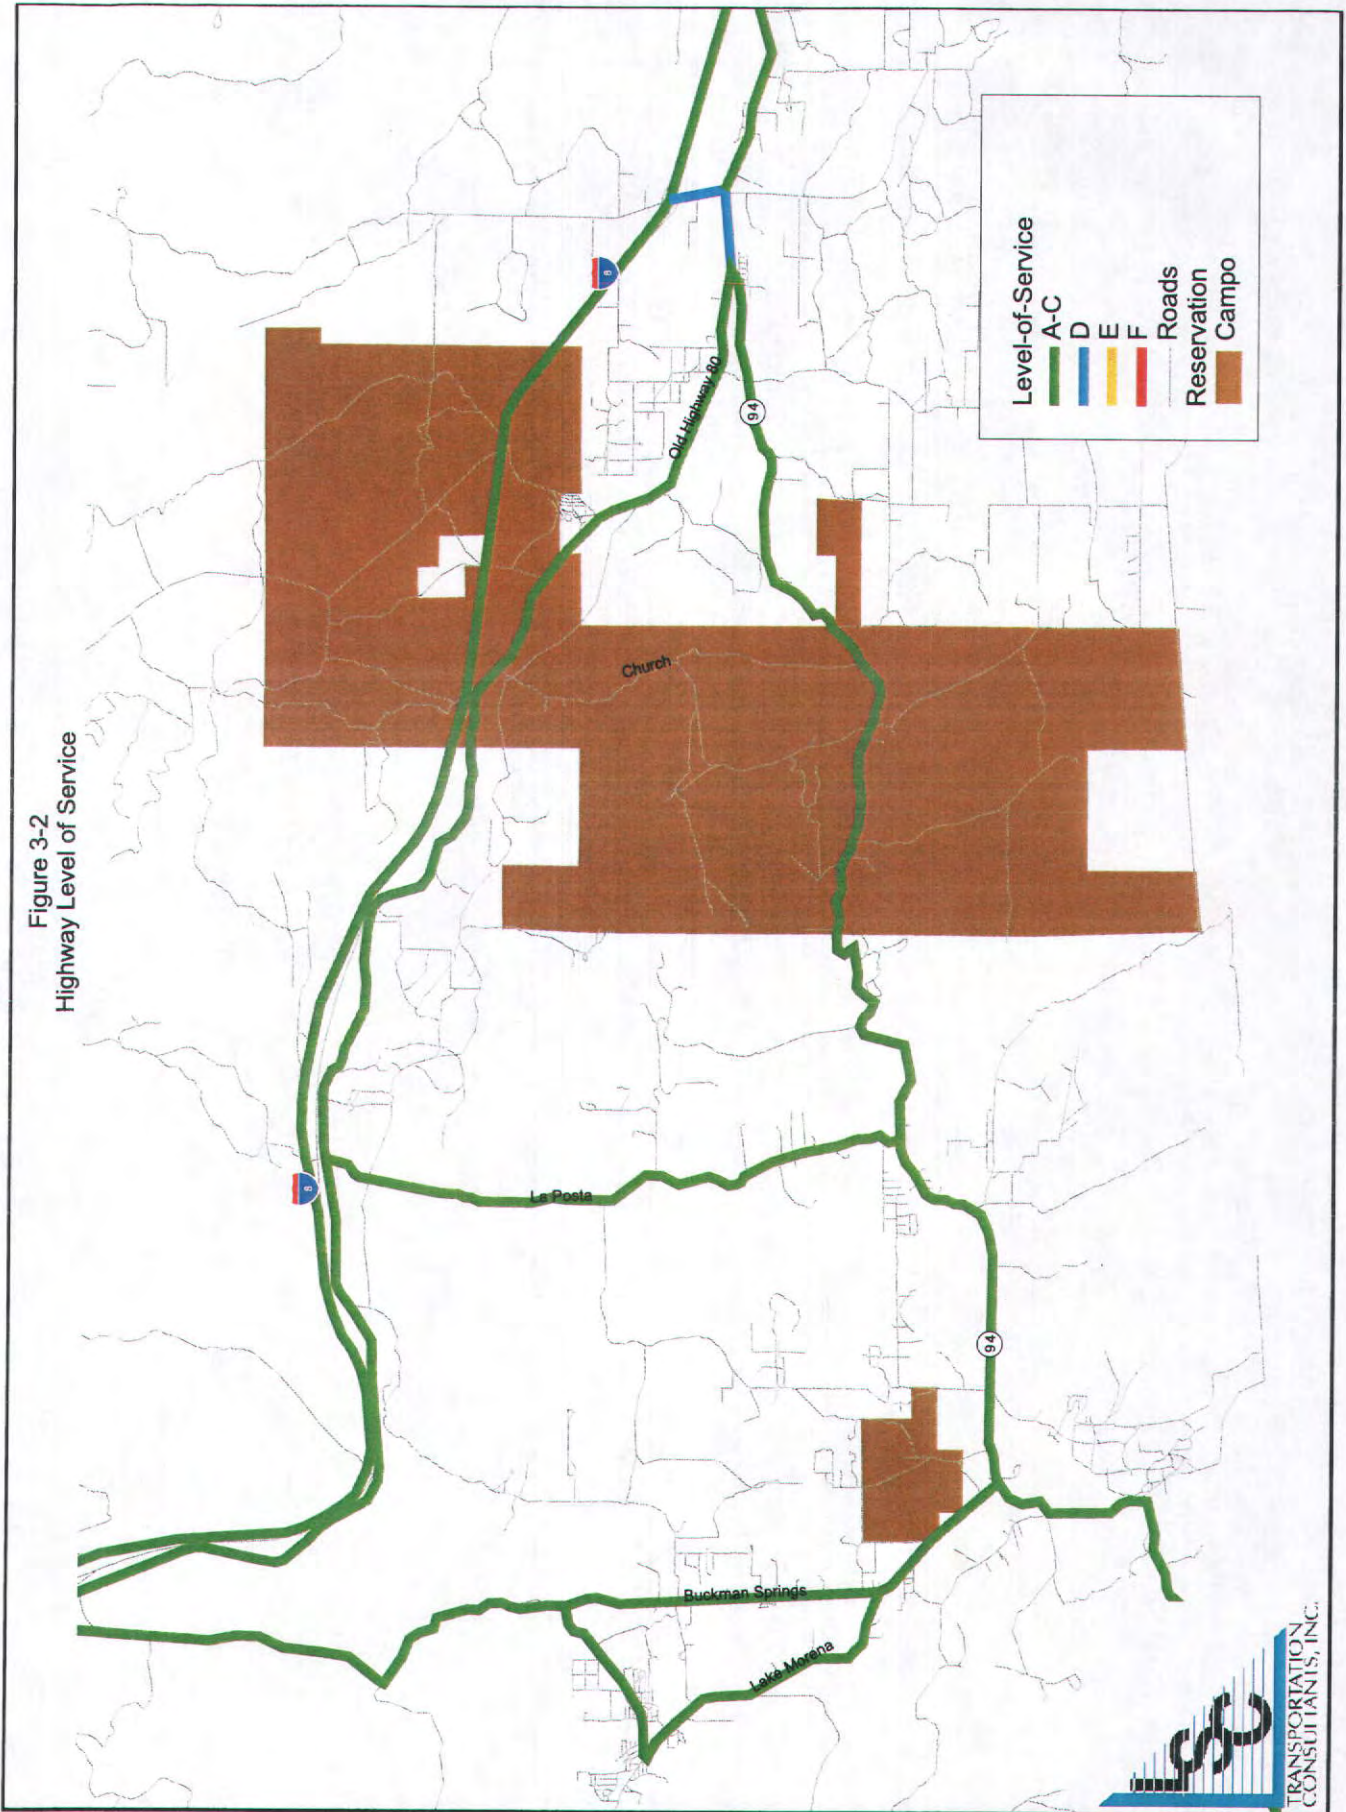 Figure 3-2
Highway Level of Service
8
8
Old Highway 80
94
Church
La Posta
94
Buckman Springs
Lake Morena
Level-of-Service
A-C
D
E
F
Roads
Reservation
Campo
LSC
TRANSPORTATION
CONSULTANTS, INC.